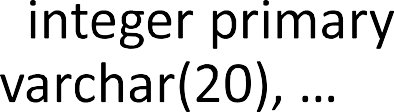 integer primary
varchar(20), ...